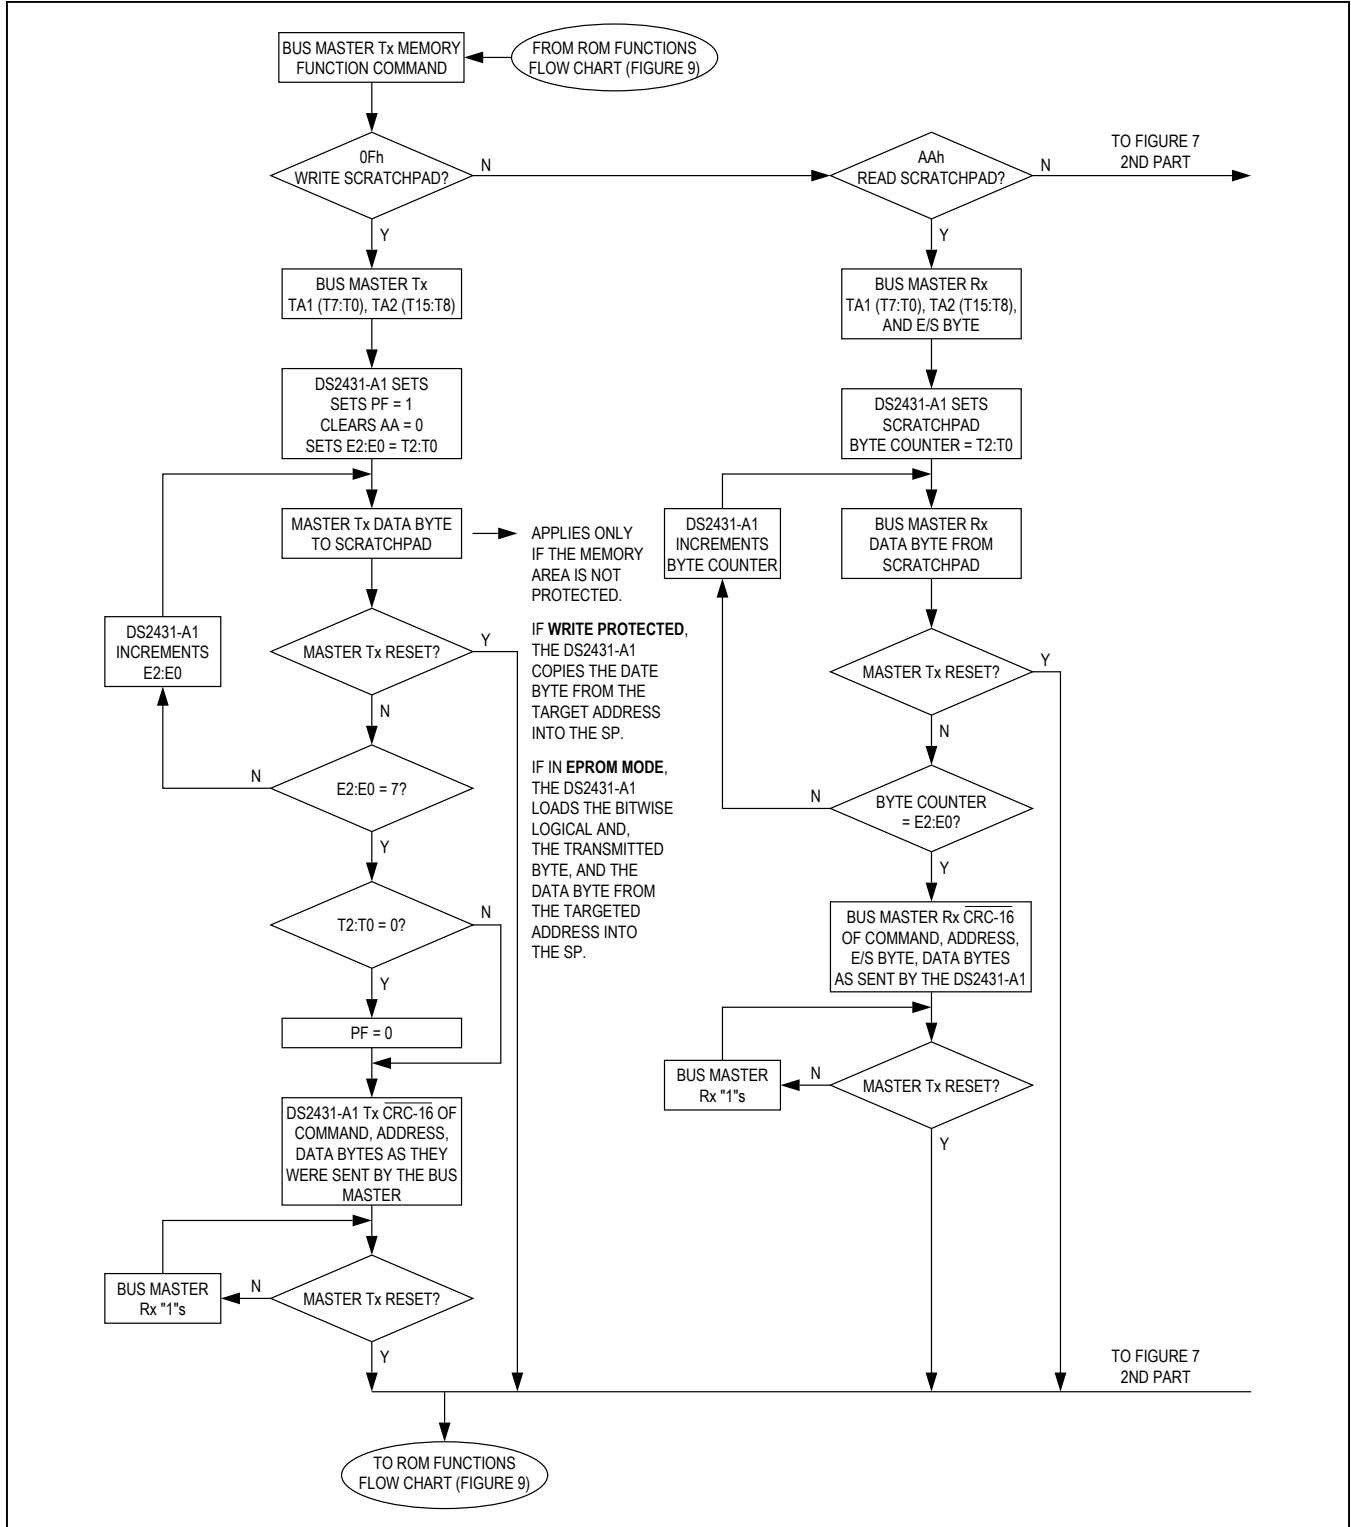 BUS MASTER Tx MEMORY
FUNCTION COMMAND
FROM ROM FUNCTIONS
FLOW CHART (FIGURE 9)
0Fh
WRITE SCRATCHPAD?
N
Y
AAh
READ SCRATCHPAD?
N
Y
TO FIGURE 7
2ND PART
BUS MASTER Tx
TA1 (T7:T0), TA2 (T15:T8)
DS2431-A1 SETS
SETS PF = 1
CLEARS AA = 0
SETS E2:E0 = T2:T0
MASTER Tx DATA BYTE
TO SCRATCHPAD
DS2431-A1
INCREMENTS
E2:E0
MASTER Tx RESET?
Y
N
E2:E0 = 7?
N
Y
T2:T0 = 0?
N
Y
PF = 0
DS2431-A1 Tx CRC-16 OF
COMMAND, ADDRESS,
DATA BYTES AS THEY
WERE SENT BY THE BUS
MASTER
BUS MASTER
Rx "1"s
N
MASTER Tx RESET?
Y
APPLIES ONLY
IF THE MEMORY
AREA IS NOT
PROTECTED.
IF WRITE PROTECTED,
THE DS2431-A1
COPIES THE DATE
BYTE FROM THE
TARGET ADDRESS
INTO THE SP.
IF IN EPROM MODE,
THE DS2431-A1
LOADS THE BITWISE
LOGICAL AND,
THE TRANSMITTED
BYTE, AND THE
DATA BYTE FROM
THE TARGETED
ADDRESS INTO
THE SP.
BUS MASTER Rx
TA1 (T7:T0), TA2 (T15:T8),
AND E/S BYTE
DS2431-A1 SETS
SCRATCHPAD
BYTE COUNTER = T2:T0
DS2431-A1
INCREMENTS
BYTE COUNTER
BUS MASTER Rx
DATA BYTE FROM
SCRATCHPAD
MASTER Tx RESET?
Y
N
BYTE COUNTER
= E2:E0?
N
Y
BUS MASTER Rx CRC-16
OF COMMAND, ADDRESS,
E/S BYTE, DATA BYTES
AS SENT BY THE DS2431-A1
BUS MASTER
Rx "1"s
N
MASTER Tx RESET?
Y
TO FIGURE 7
2ND PART
TO ROM FUNCTIONS
FLOW CHART (FIGURE 9)